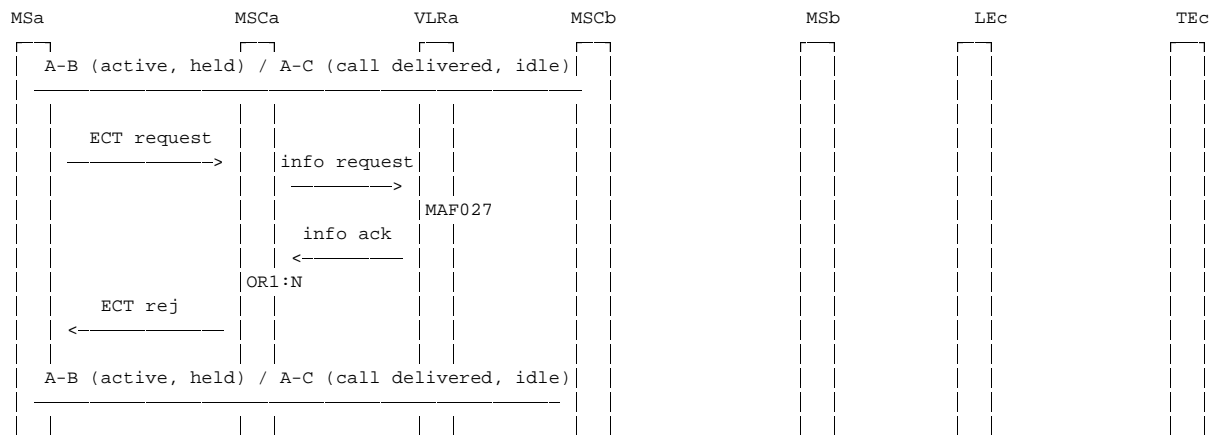 MSa MSCa VLRa MSCb MSb LEc TEc
A-B (active, held) / A-C (call delivered, idle)
ECT request
info request
MAF027
info ack
OR1:N
ECT rej
A-B (active, held) / A-C (call delivered, idle)